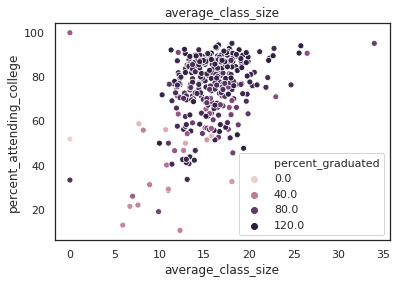 average_class_size
percent_attending_college
100
80
60
40
20
percent_graduated
0.0
40.0
80.0
120.0
0 5 10 15 20 25 30 35
average_class_size